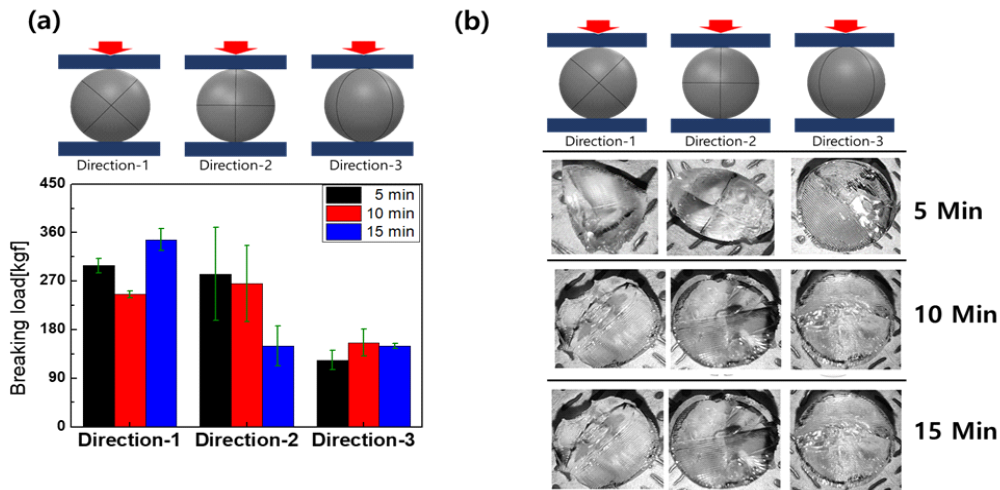 (a)
Direction-1 Direction-2 Direction-3
Breaking load[kgf]
450
360
270
180
90
0
5 min
10 min
15 min
Direction-1 Direction-2 Direction-3
(b)
Direction-1 Direction-2 Direction-3
5 Min
10 Min
15 Min